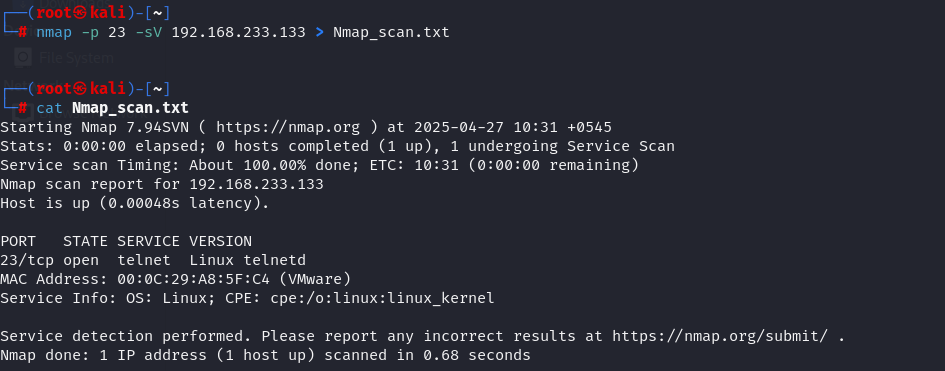 ┌──(root㉿kali)-[~]
└─# nmap -p 23 -sV 192.168.233.133 > Nmap_scan.txt
File System
┌──(root㉿kali)-[~]
└─# cat Nmap_scan.txt
Starting Nmap 7.94SVN ( https://nmap.org ) at 2025-04-27 10:31 +0545
Stats: 0:00:00 elapsed; 0 hosts completed (1 up), 1 undergoing Service Scan
Service scan Timing: About 100.00% done; ETC: 10:31 (0:00:00 remaining)
Nmap scan report for 192.168.233.133
Host is up (0.00048s latency).
PORT   STATE SERVICE VERSION
23/tcp open  telnet  Linux telnetd
MAC Address: 00:0C:29:A8:5F:C4 (VMware)
Service Info: OS: Linux; CPE: cpe:/o:linux:linux_kernel
Service detection performed. Please report any incorrect results at https://nmap.org/submit/ .
Nmap done: 1 IP address (1 host up) scanned in 0.68 seconds